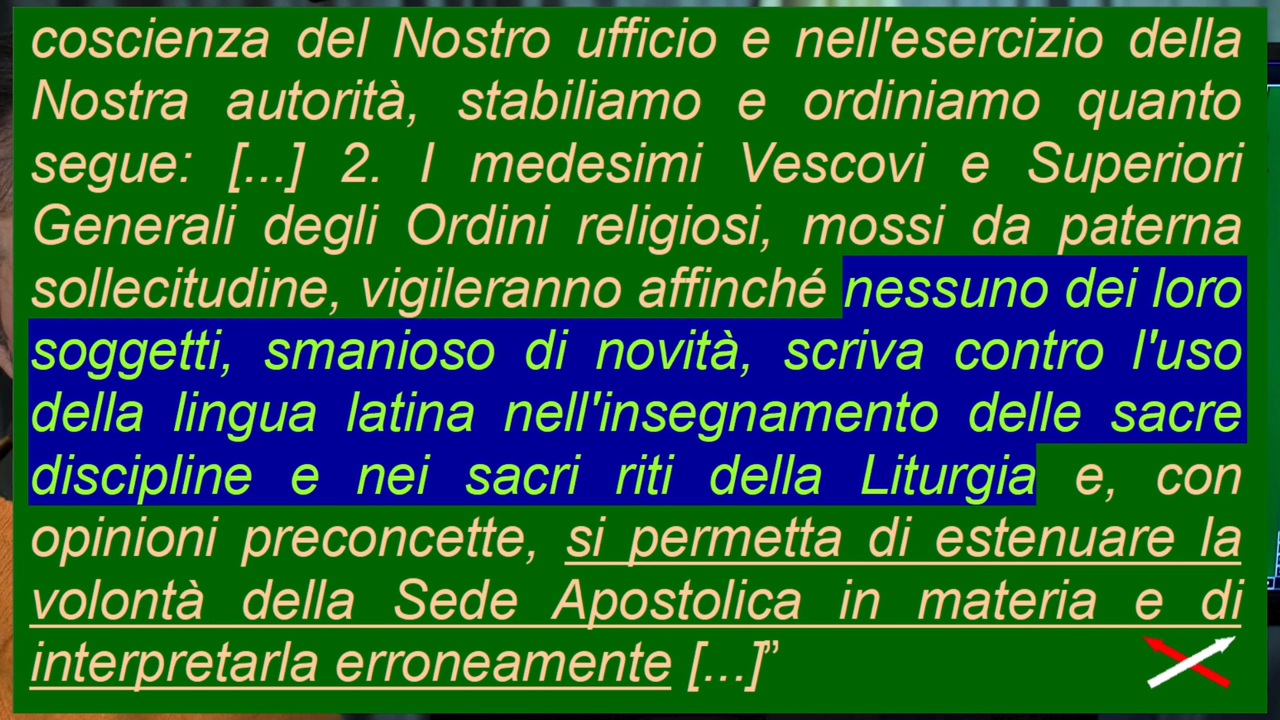 coscienza del Nostro ufficio e nell'esercizio della
Nostra autorità, stabiliamo e ordiniamo quanto
segue: [...] 2. I medesimi Vescovi e Superiori
Generali degli Ordini religiosi, mossi da paterna
sollecitudine, vigileranno affinché nessuno dei loro
soggetti, smanioso di novità, scriva contro l'uso
della lingua latina nell'insegnamento delle sacre
discipline e nei sacri riti della Liturgia e, con
opinioni preconcette, si permetta di estenuare la
volontà della Sede Apostolica in materia e di
interpretarla erroneamente [...]”